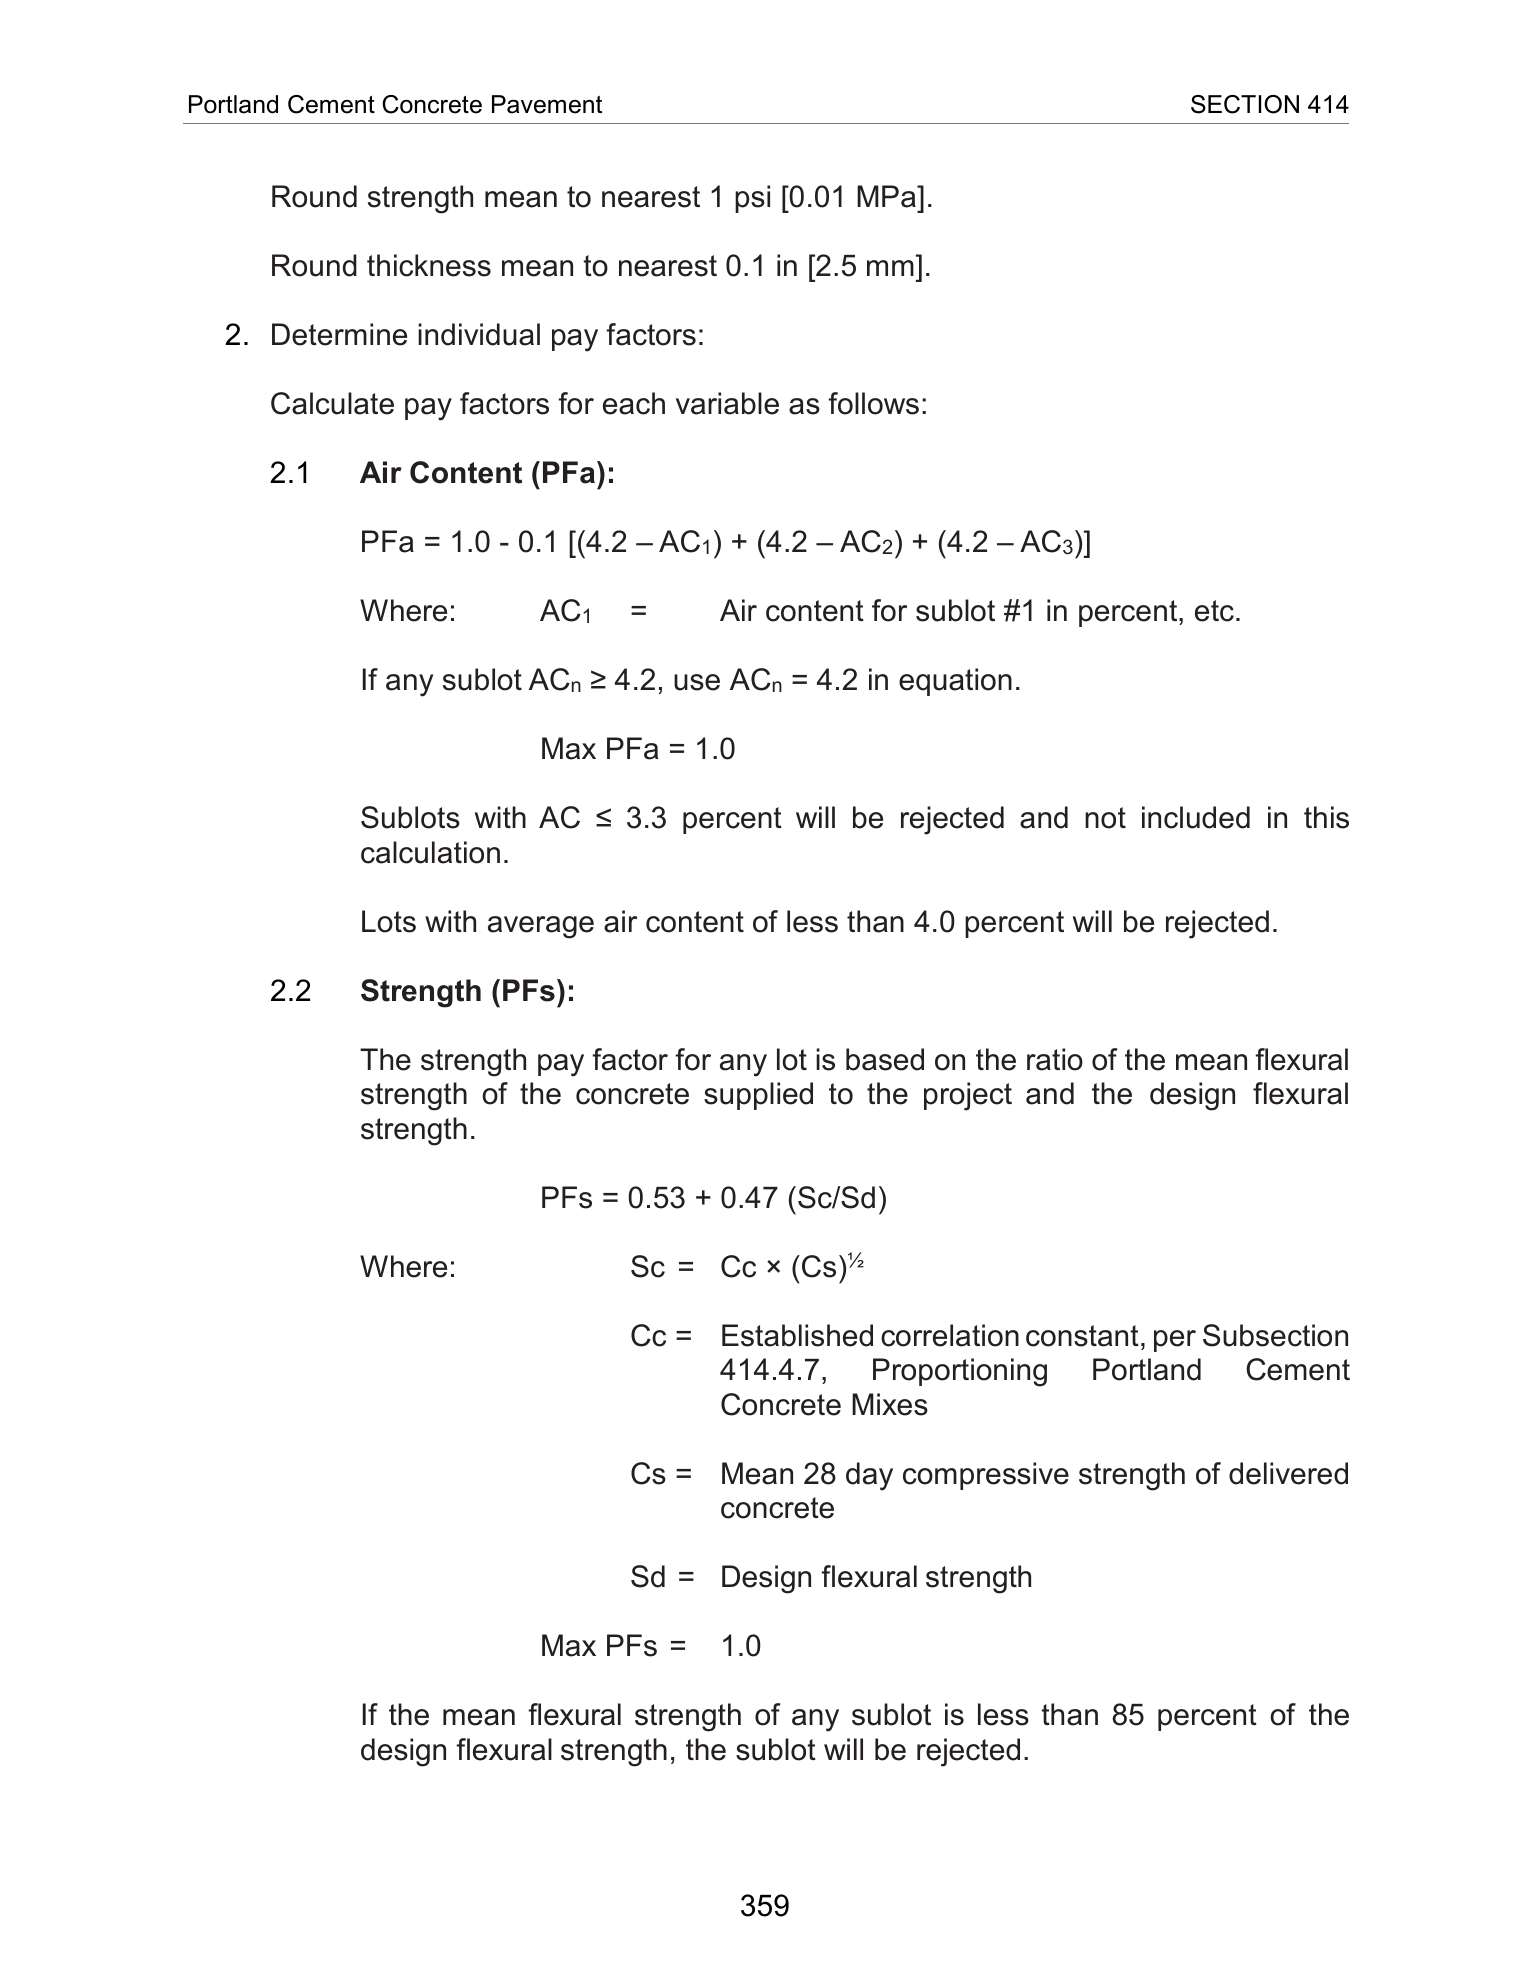 Portland Cement Concrete Pavement SECTION 414
Round strength mean to nearest 1 psi [0.01 MPa].
Round thickness mean to nearest 0.1 in [2.5 mm].
2. Determine individual pay factors:
Calculate pay factors for each variable as follows:
2.1 Air Content (PFa):
PFa = 1.0 - 0.1 [(4.2 – AC₁) + (4.2 – AC₂) + (4.2 – AC₃)]
Where: AC₁ = Air content for sublot #1 in percent, etc.
If any sublot ACₙ ≥ 4.2, use ACₙ = 4.2 in equation.
Max PFa = 1.0
Sublots with AC ≤ 3.3 percent will be rejected and not included in this
calculation.
Lots with average air content of less than 4.0 percent will be rejected.
2.2 Strength (PFs):
The strength pay factor for any lot is based on the ratio of the mean flexural
strength of the concrete supplied to the project and the design flexural
strength.
PFs = 0.53 + 0.47 (Sc/Sd)
Where: Sc = Cc × (Cs)^½
Cc = Established correlation constant, per Subsection
414.4.7, Proportioning Portland Cement
Concrete Mixes
Cs = Mean 28 day compressive strength of delivered
concrete
Sd = Design flexural strength
Max PFs = 1.0
If the mean flexural strength of any sublot is less than 85 percent of the
design flexural strength, the sublot will be rejected.
359